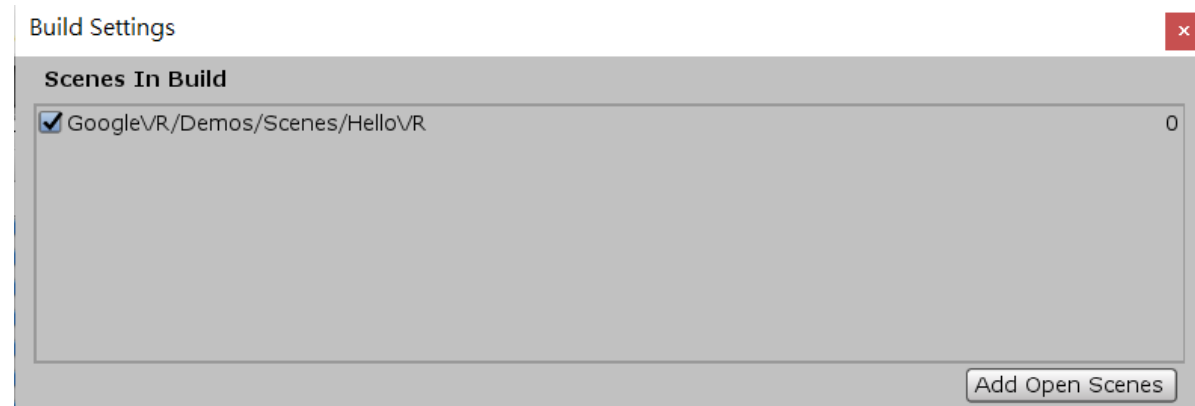 Build Settings
x
Scenes In Build
GoogleVR/Demos/Scenes/HelloVR 0
Add Open Scenes